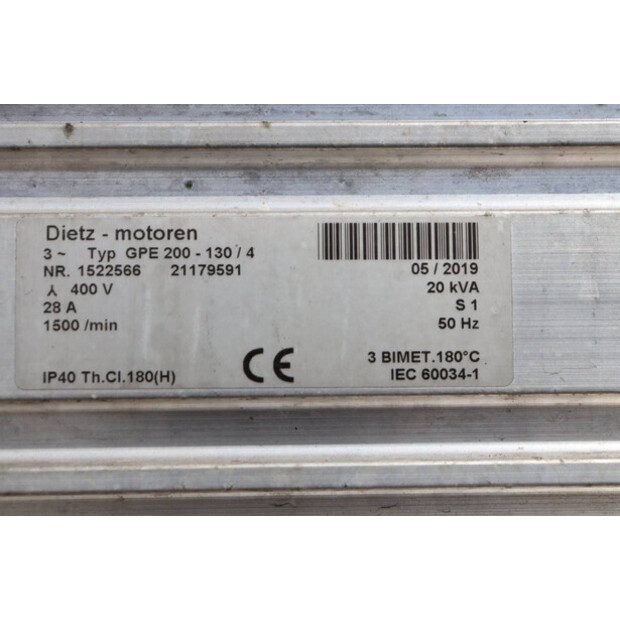 Dietz - motoren
3 ~ Typ GPE 200 - 130 / 4
NR. 1522566 21179591 05 / 2019
⅄ 400 V 20 kVA
28 A S 1
1500 /min 50 Hz
3 BIMET.180°C
IP40 Th.Cl.180(H) CE IEC 60034-1